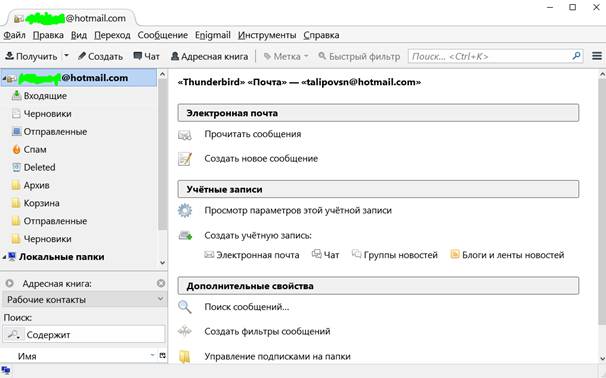 @hotmail.com
Файл Правка Вид Переход Сообщение Enigmail Инструменты Справка
Получить Создать Чат Адресная книга Метка Быстрый фильтр Поиск... <Ctrl+K>
@hotmail.com
Входящие
Черновики
Отправленные
Спам
Deleted
Архив
Корзина
Отправленные
Черновики
Локальные папки
Адресная книга:
Рабочие контакты
Поиск:
Содержит
Имя
«Thunderbird» «Почта» — «talipovsn@hotmail.com»
Электронная почта
Прочитать сообщения
Создать новое сообщение
Учётные записи
Просмотр параметров этой учётной записи
Создать учётную запись:
Электронная почта Чат Группы новостей Блоги и ленты новостей
Дополнительные свойства
Поиск сообщений...
Создать фильтры сообщений
Управление подписками на папки